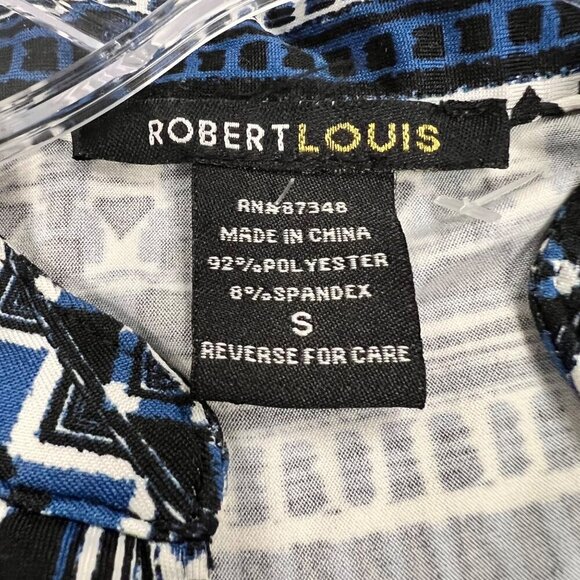 ROBERTLOUIS
RN#87348
MADE IN CHINA
92%POLYESTER
8%SPANDEX
S
REVERSE FOR CARE